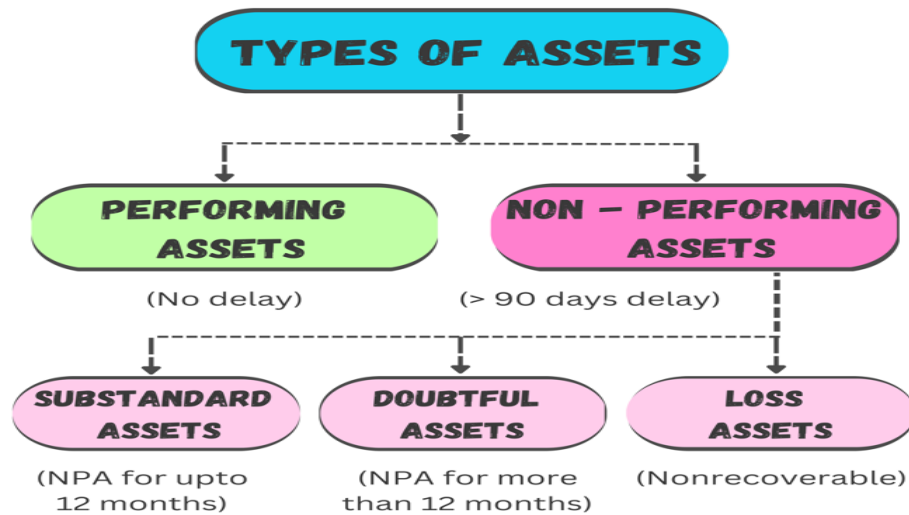 TYPES OF ASSETS
PERFORMING
ASSETS
NON - PERFORMING
ASSETS
(No delay)
(> 90 days delay)
SUBSTANDARD
ASSETS
DOUBTFUL
ASSETS
LOSS
ASSETS
(NPA for upto
12 months)
(NPA for more
than 12 months)
(Nonrecoverable)